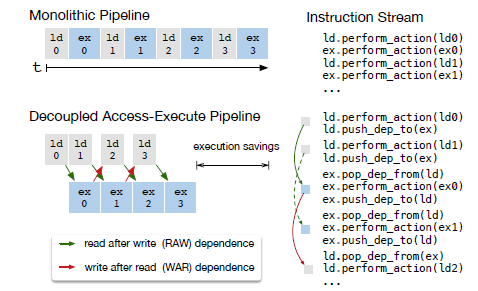 Monolithic Pipeline
ld ex ld ex ld ex ld ex
0 0 1 1 2 2 3 3
t
Decoupled Access-Execute Pipeline
ld ld ld ld
0 1 2 3
execution savings
ex ex ex ex
0 1 2 3
read after write (RAW) dependence
write after read (WAR) dependence
Instruction Stream
ld.perform_action(ld0)
ex.perform_action(ex0)
ld.perform_action(ld1)
ex.perform_action(ex1)
...
ld.perform_action(ld0)
ld.push_dep_to(ex)
ld.perform_action(ld1)
ld.push_dep_to(ex)
ex.pop_dep_from(ld)
ex.perform_action(ex0)
ex.push_dep_to(ld)
ex.pop_dep_from(ld)
ex.perform_action(ex1)
ex.push_dep_to(ld)
ld.pop_dep_from(ex)
ld.perform_action(ld2)
...